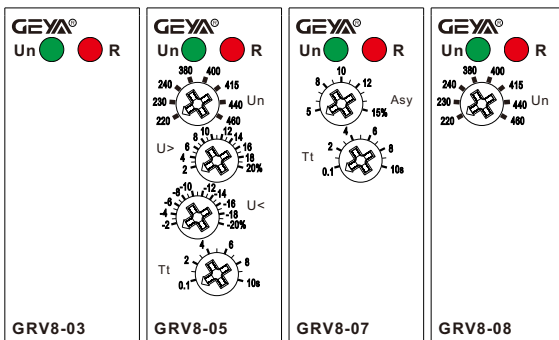 GEYA®
Un R
GRV8-03
GEYA®
Un R
380 400
240 415
230 440 Un
220 460
10 12
8 14
U> 6 16
4 18
2 20%
-10 -12
-8 -14
-6 -16 U<
-4 -18
-2 -20%
4 6
2 8
Tt 0.1 10s
GRV8-05
GEYA®
Un R
10
8 12
5 15% Asy
4 6
Tt 2 8
0.1 10s
GRV8-07
GEYA®
Un R
380 400
240 415
230 440 Un
220 460
GRV8-08